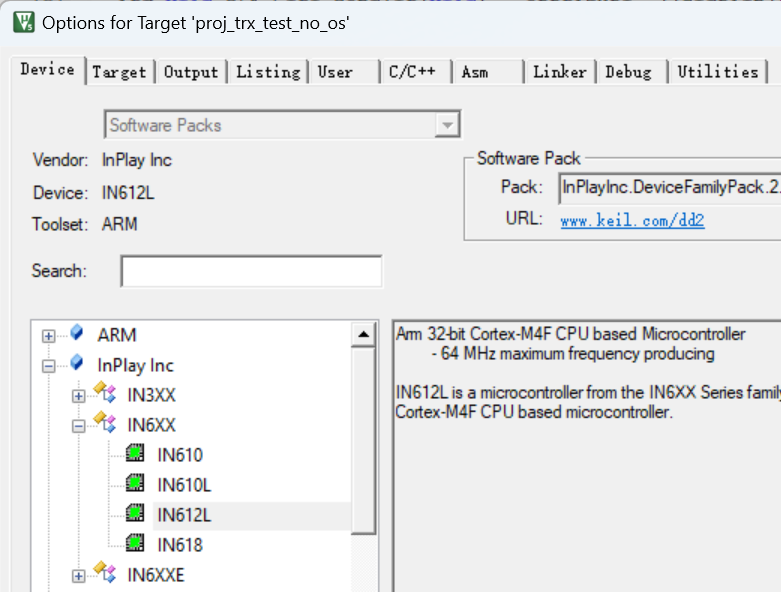 Options for Target 'proj_trx_test_no_os'
Device Target Output Listing User C/C++ Asm Linker Debug Utilities
Software Packs
Vendor: InPlay Inc
Device: IN612L
Toolset: ARM
Software Pack
Pack: InPlayInc.DeviceFamilyPack.2.
URL: www.keil.com/dd2
Search:
ARM
InPlay Inc
IN3XX
IN6XX
IN610
IN610L
IN612L
IN618
IN6XXE
Arm 32-bit Cortex-M4F CPU based Microcontroller
- 64 MHz maximum frequency producing
IN612L is a microcontroller from the IN6XX Series family
Cortex-M4F CPU based microcontroller.